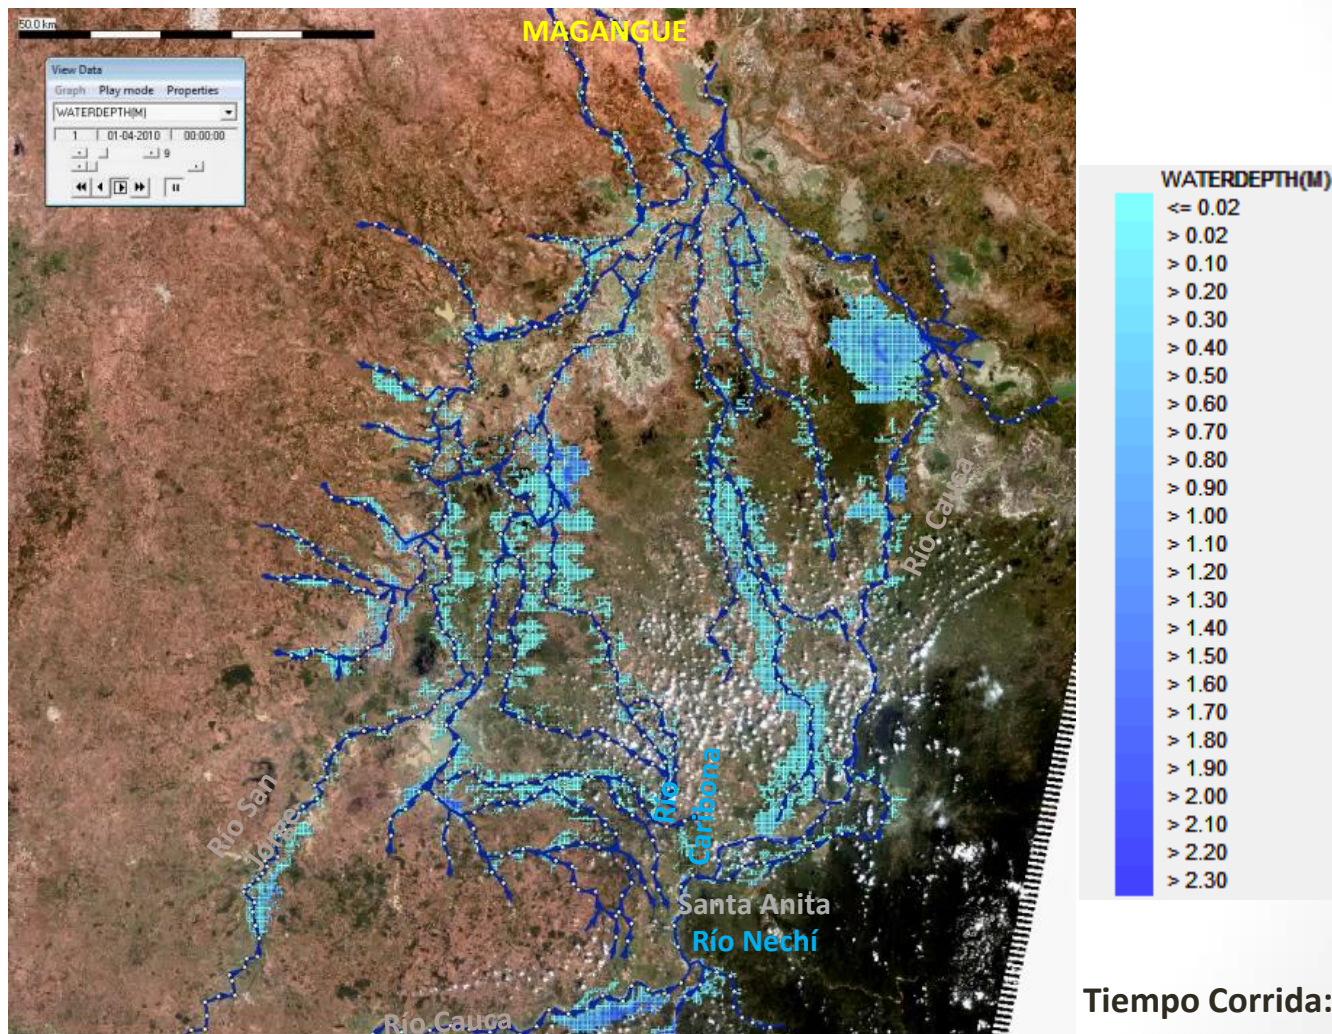 50.0 km
MAGANGUE
View Data
Graph Play mode Properties
WATERDEPTH(M)
1 01-04-2010 00:00:00
9
WATERDEPTH(M)
<= 0.02
> 0.02
> 0.10
> 0.20
> 0.30
> 0.40
> 0.50
> 0.60
> 0.70
> 0.80
> 0.90
> 1.00
> 1.10
> 1.20
> 1.30
> 1.40
> 1.50
> 1.60
> 1.70
> 1.80
> 1.90
> 2.00
> 2.10
> 2.20
> 2.30
Río Cauca
Río San
Jorge
Río
Caribona
Santa Anita
Río Nechí
Río Cauca
Tiempo Corrida: